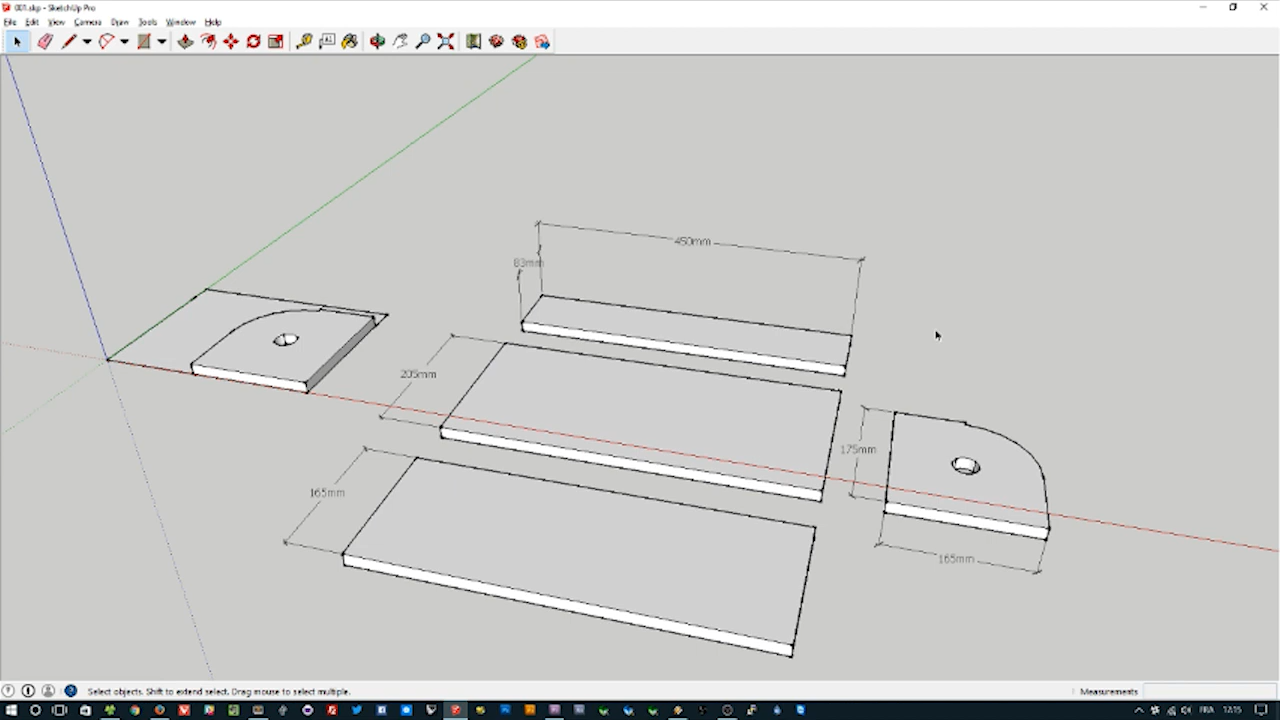 001.skp - SketchUp Pro
File Edit View Camera Draw Tools Window Help
450mm
83mm
205mm
175mm
165mm
165mm
Select objects. Shift to extend select. Drag mouse to select multiple.
Measurements
FRA 12:15